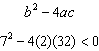 b² − 4ac
7² − 4(2)(32) < 0